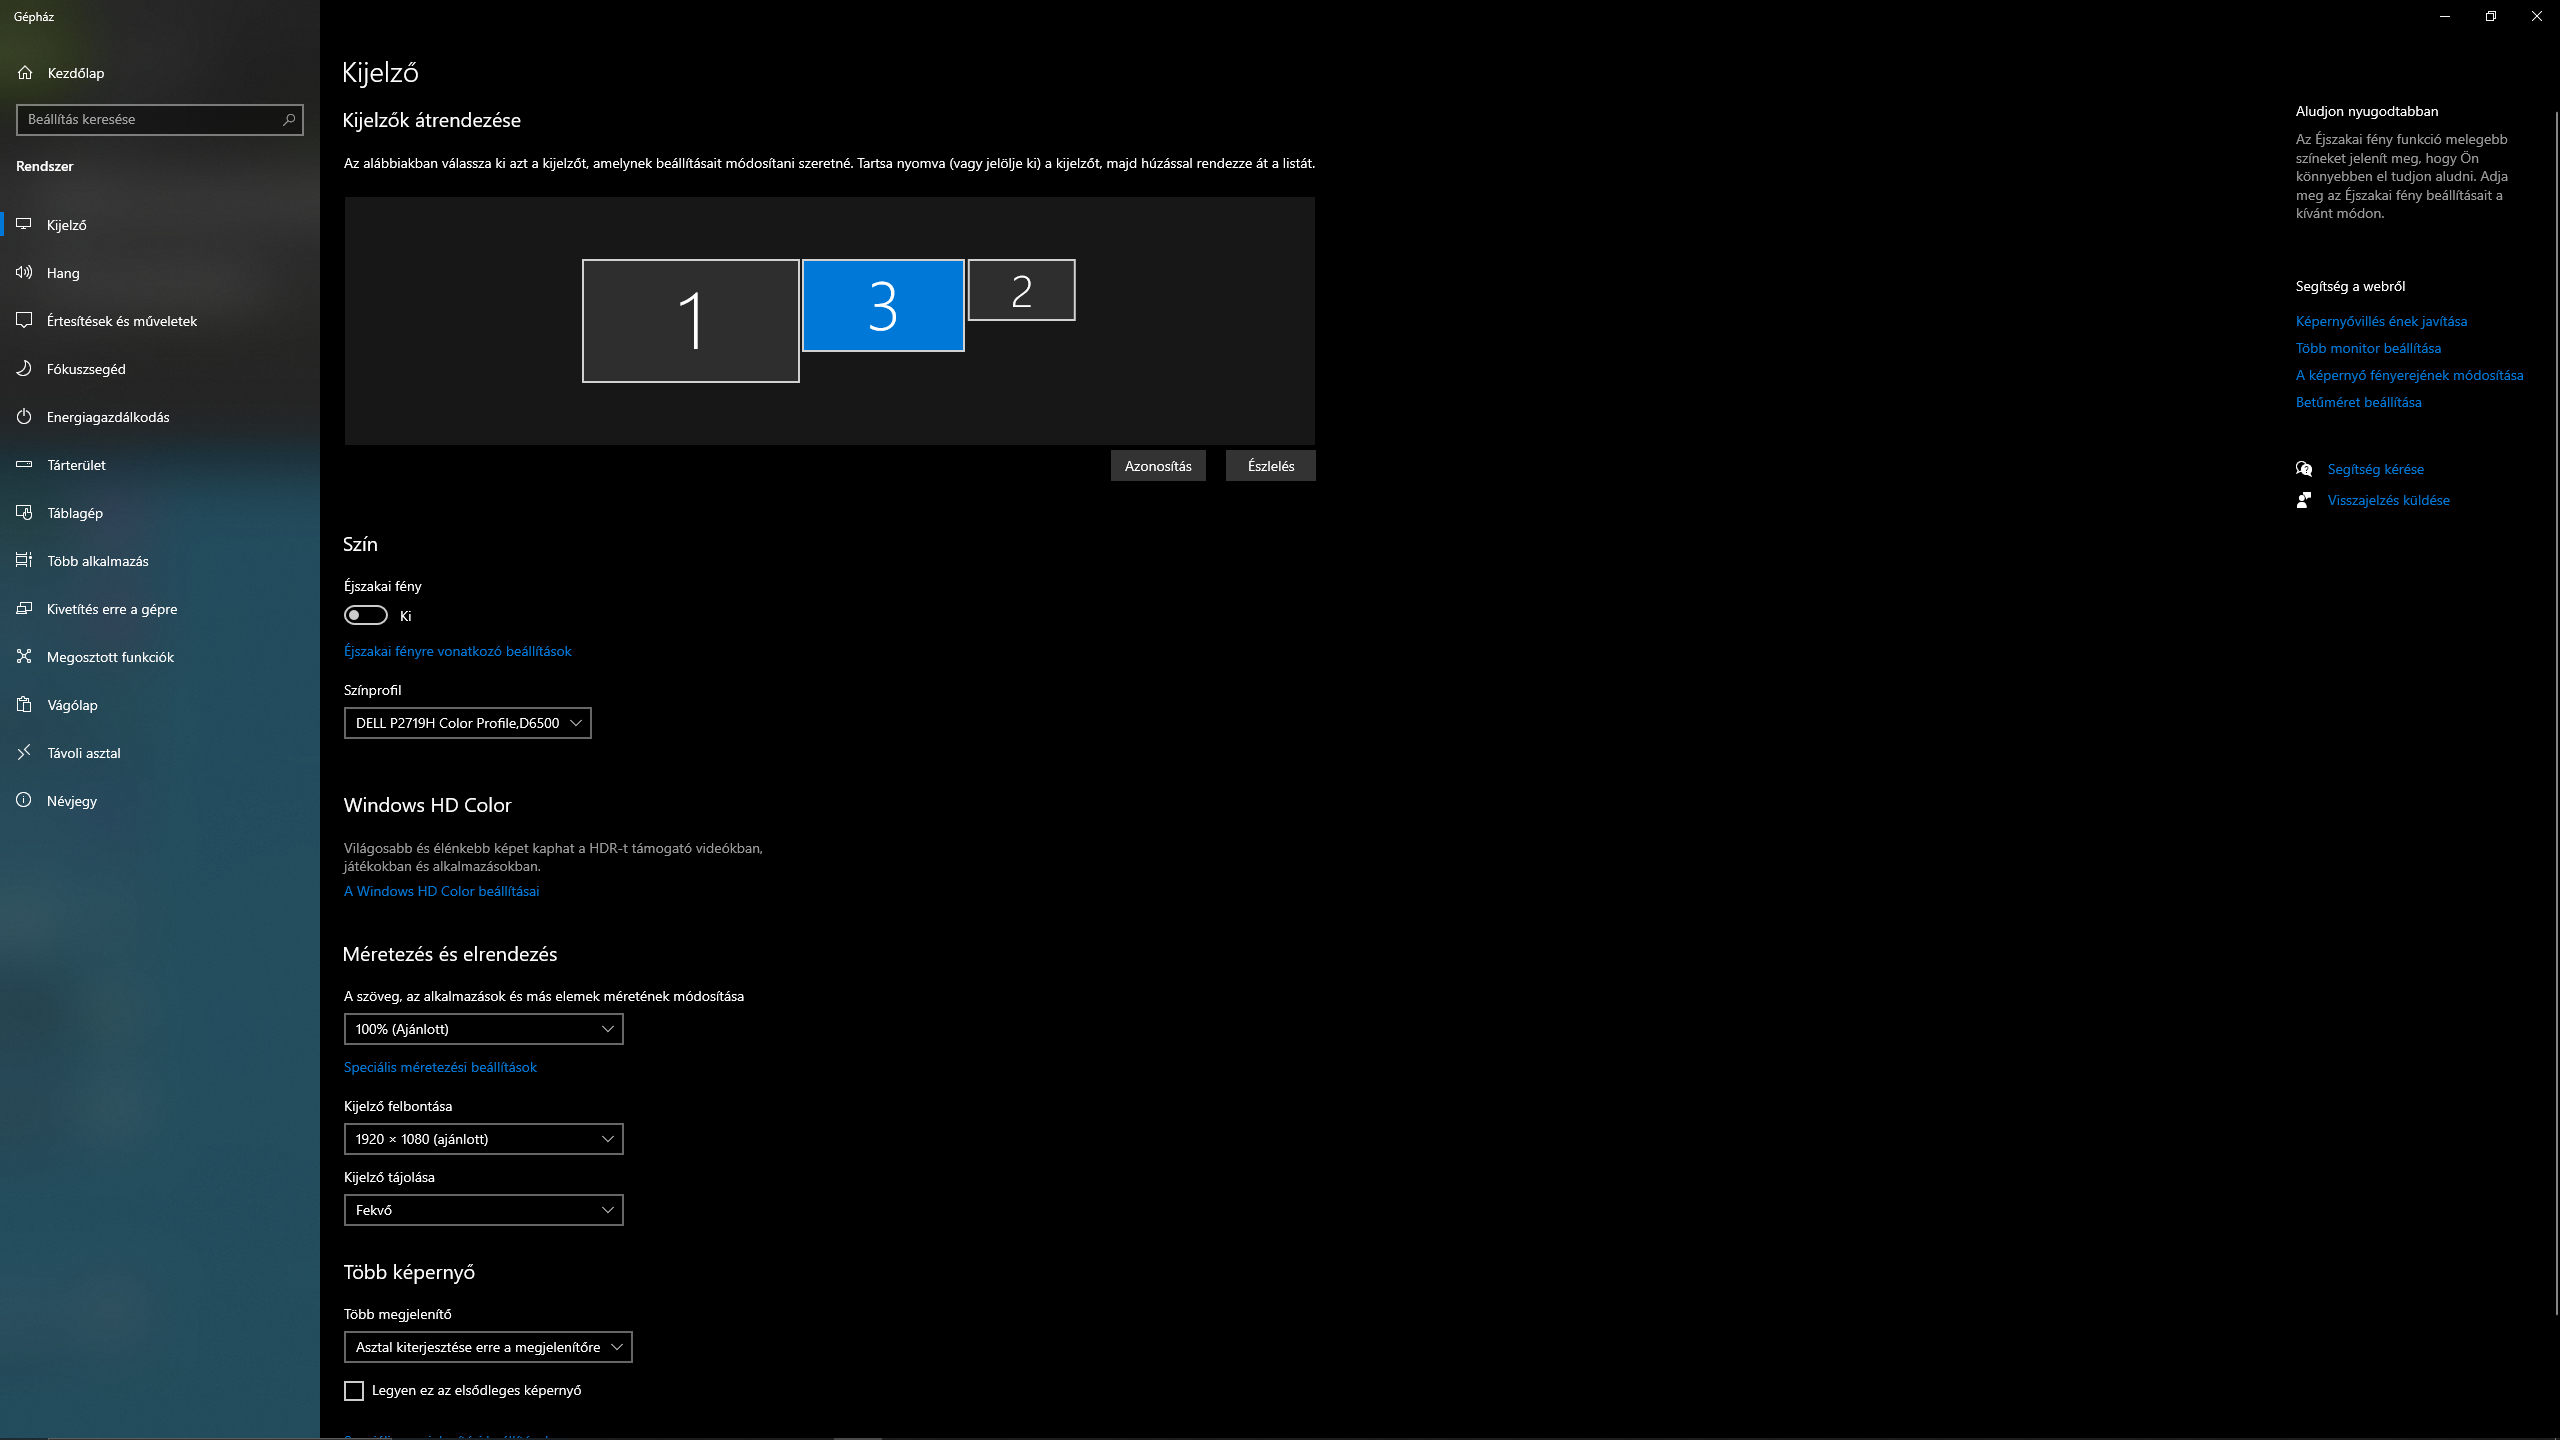 Gépház
Kezdőlap
Beállítás keresése
Rendszer
Kijelző
Hang
Értesítések és műveletek
Fókuszsegéd
Energiagazdálkodás
Tárterület
Táblagép
Több alkalmazás
Kivetítés erre a gépre
Megosztott funkciók
Vágólap
Távoli asztal
Névjegy
Kijelző
Kijelzők átrendezése
Az alábbiakban válassza ki azt a kijelzőt, amelynek beállításait módosítani szeretné. Tartsa nyomva (vagy jelölje ki) a kijelzőt, majd húzással rendezze át a listát.
1
3
2
Azonosítás
Észlelés
Szín
Éjszakai fény
Ki
Éjszakai fényre vonatkozó beállítások
Színprofil
DELL P2719H Color Profile,D6500
Windows HD Color
Világosabb és élénkebb képet kaphat a HDR-t támogató videókban,
játékokban és alkalmazásokban.
A Windows HD Color beállításai
Méretezés és elrendezés
A szöveg, az alkalmazások és más elemek méretének módosítása
100% (Ajánlott)
Speciális méretezési beállítások
Kijelző felbontása
1920 × 1080 (ajánlott)
Kijelző tájolása
Fekvő
Több képernyő
Több megjelenítő
Asztal kiterjesztése erre a megjelenítőre
Legyen ez az elsődleges képernyő
Aludjon nyugodtabban
Az Éjszakai fény funkció melegebb
színeket jelenít meg, hogy Ön
könnyebben el tudjon aludni. Adja
meg az Éjszakai fény beállításait a
kívánt módon.
Segítség a webről
Képernyővillés ének javítása
Több monitor beállítása
A képernyő fényerejének módosítása
Betűméret beállítása
Segítség kérése
Visszajelzés küldése